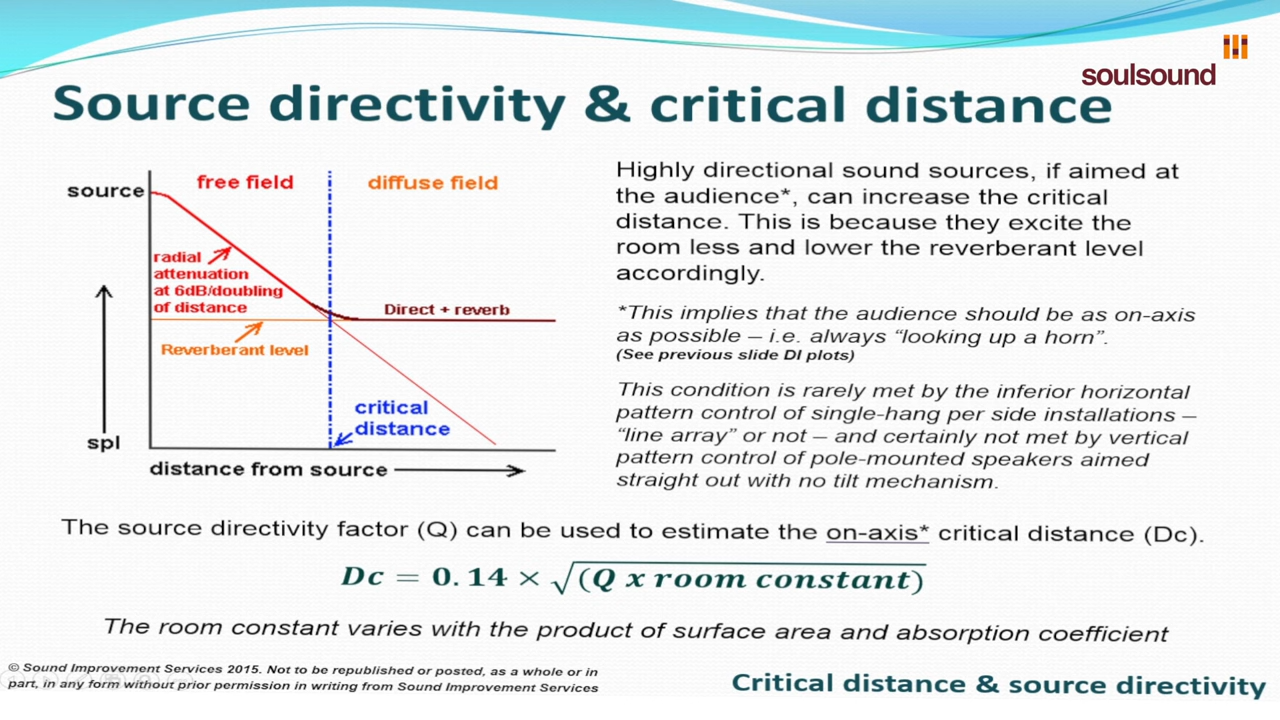 soulsound
Source directivity & critical distance
source
free field
diffuse field
radial
attenuation
at 6dB/doubling
of distance
Direct + reverb
Reverberant level
critical
distance
spl
distance from source
Highly directional sound sources, if aimed at
the audience*, can increase the critical
distance. This is because they excite the
room less and lower the reverberant level
accordingly.
*This implies that the audience should be as on-axis
as possible – i.e. always “looking up a horn”.
(See previous slide DI plots)
This condition is rarely met by the inferior horizontal
pattern control of single-hang per side installations –
“line array” or not – and certainly not met by vertical
pattern control of pole-mounted speakers aimed
straight out with no tilt mechanism.
The source directivity factor (Q) can be used to estimate the on-axis* critical distance (Dc).
Dc = 0.14 × √(Q x room constant)
The room constant varies with the product of surface area and absorption coefficient
© Sound Improvement Services 2015. Not to be republished or posted, as a whole or in
part, in any form without prior permission in writing from Sound Improvement Services
Critical distance & source directivity